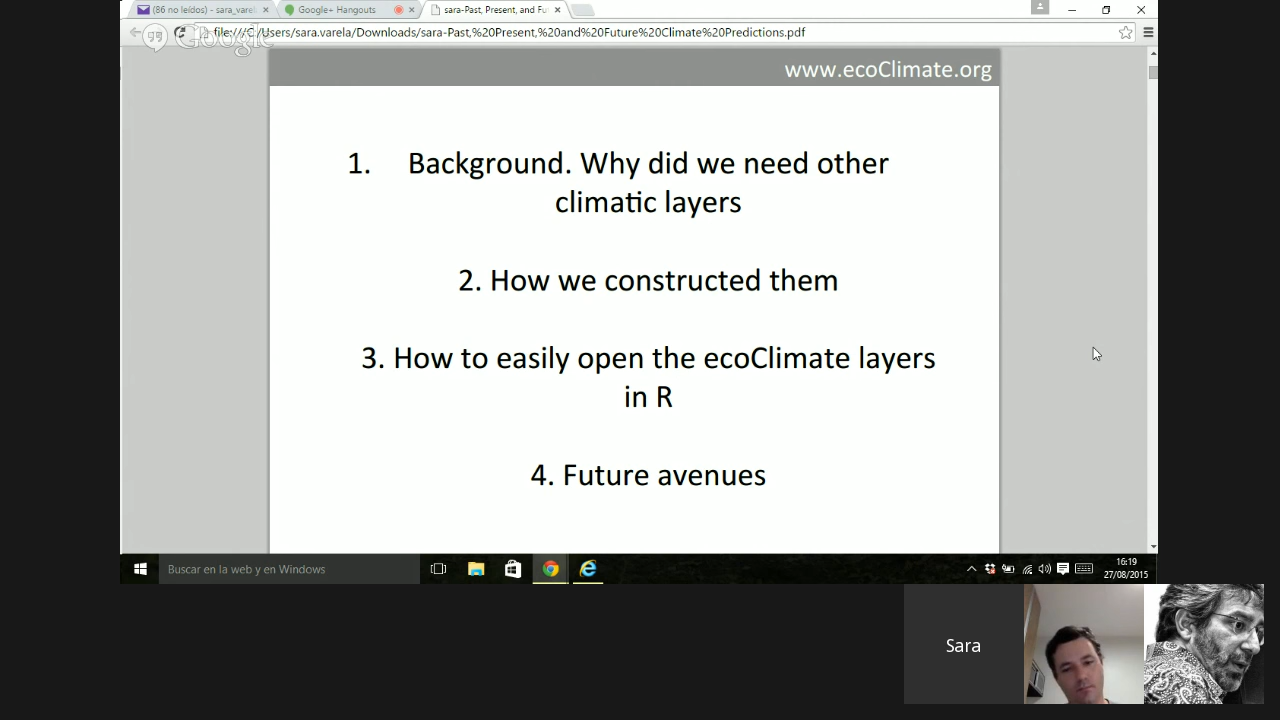 (86 no leídos) - sara_varel
Google+ Hangouts
sara-Past, Present, and Fu
Google
file:///C:/Users/sara.varela/Downloads/sara-Past,%20Present,%20and%20Future%20Climate%20Predictions.pdf
www.ecoClimate.org
1. Background. Why did we need other
climatic layers
2. How we constructed them
3. How to easily open the ecoClimate layers
in R
4. Future avenues
Buscar en la web y en Windows
16:19
27/08/2015
Sara